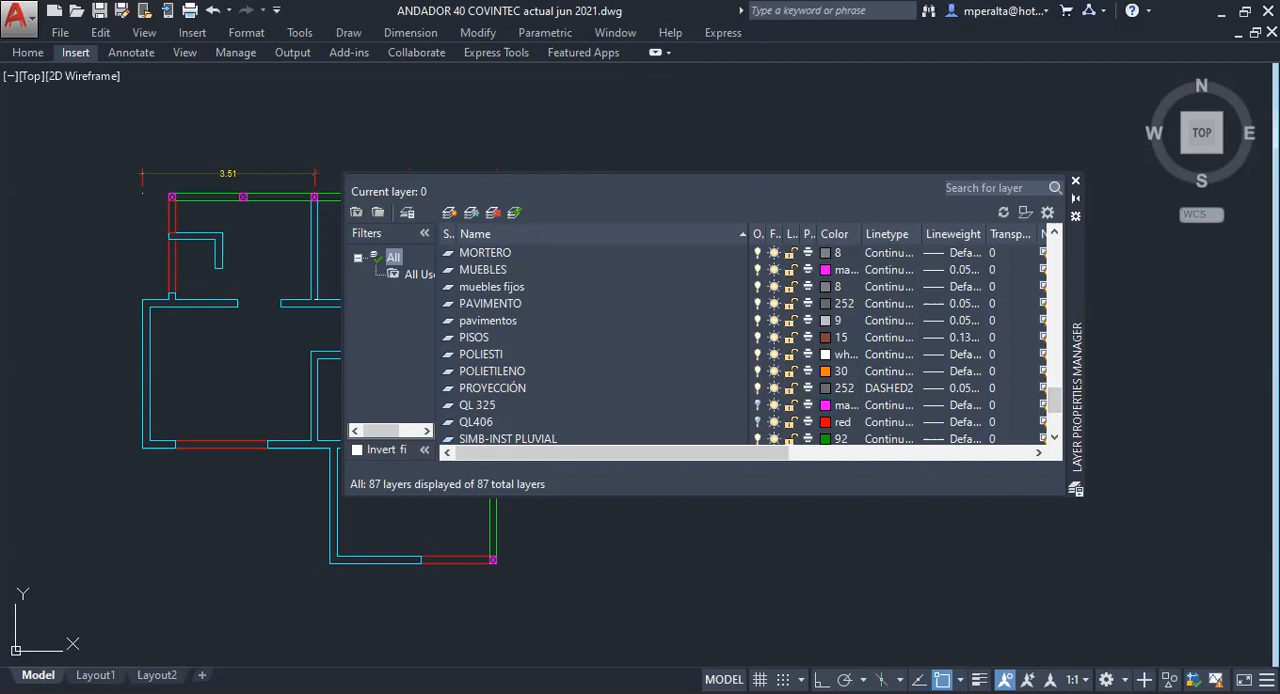 ANDADOR 40 COVINTEC actual jun 2021.dwg
Type a keyword or phrase
mperalta@hot...
File Edit View Insert Format Tools Draw Dimension Modify Parametric Window Help Express
Home Insert Annotate View Manage Output Add-ins Collaborate Express Tools Featured Apps
[−][Top][2D Wireframe]
N
W TOP E
S
WCS
3.51
Current layer: 0
Search for layer
Filters
All
All Use
Invert fi
S.. Name O. F.. L.. P.. Color Linetype Lineweight Transp...
MORTERO 8 Continu... Defa... 0
MUEBLES ma... Continu... 0.05... 0
muebles fijos 8 Continu... Defa... 0
PAVIMENTO 252 Continu... 0.05... 0
pavimentos 9 Continu... 0.05... 0
PISOS 15 Continu... 0.13... 0
POLIESTI wh... Continu... Defa... 0
POLIETILENO 30 Continu... Defa... 0
PROYECCIÓN 252 DASHED2 0.05... 0
QL 325 ma... Continu... Defa... 0
QL406 red Continu... Defa... 0
SIMB-INST PLUVIAL 92 Continu... Defa... 0
All: 87 layers displayed of 87 total layers
LAYER PROPERTIES MANAGER
Y
X
Model Layout1 Layout2 +
MODEL 1:1